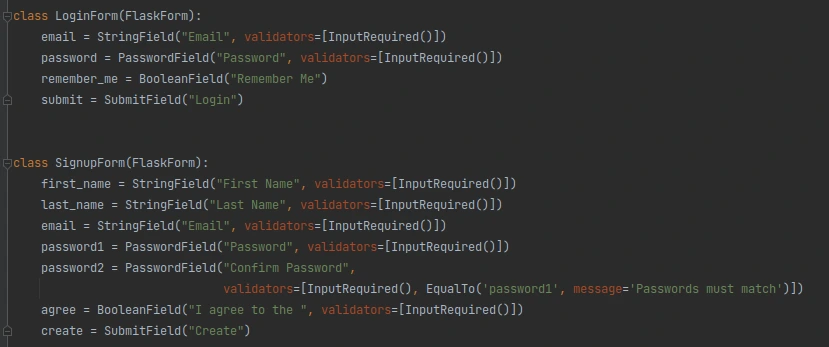 class LoginForm(FlaskForm):
    email = StringField("Email", validators=[InputRequired()])
    password = PasswordField("Password", validators=[InputRequired()])
    remember_me = BooleanField("Remember Me")
    submit = SubmitField("Login")
class SignupForm(FlaskForm):
    first_name = StringField("First Name", validators=[InputRequired()])
    last_name = StringField("Last Name", validators=[InputRequired()])
    email = StringField("Email", validators=[InputRequired()])
    password1 = PasswordField("Password", validators=[InputRequired()])
    password2 = PasswordField("Confirm Password",
                              validators=[InputRequired(), EqualTo('password1', message='Passwords must match')])
    agree = BooleanField("I agree to the ", validators=[InputRequired()])
    create = SubmitField("Create")